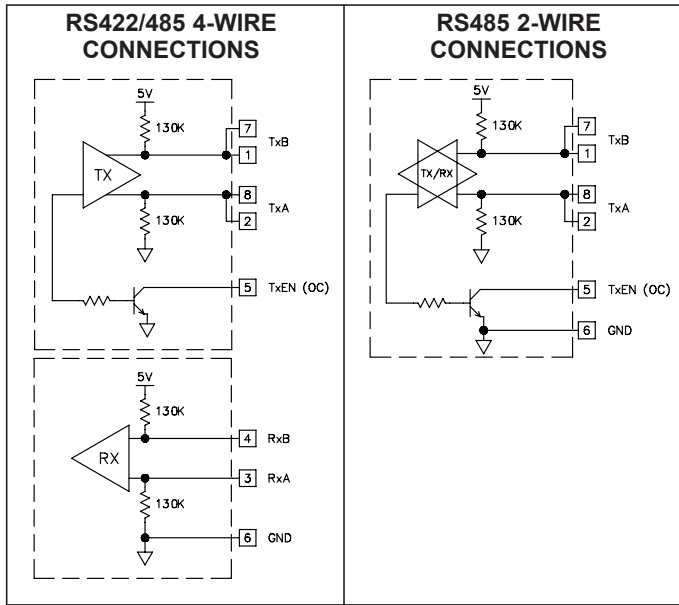 RS422/485 4-WIRE
CONNECTIONS
5V
130K
7
TxB
1
TX
8
TxA
2
130K
5 TxEN (OC)
5V
130K
4 RxB
RX
3 RxA
130K
6 GND
RS485 2-WIRE
CONNECTIONS
5V
130K
7
TxB
1
TX/RX
8
TxA
2
130K
5 TxEN (OC)
6 GND